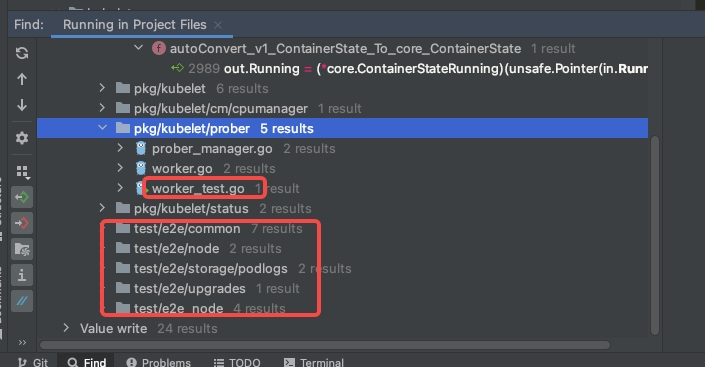 Find: Running in Project Files ×
autoConvert_v1_ContainerState_To_core_ContainerState 1 result
2989 out.Running = (*core.ContainerStateRunning)(unsafe.Pointer(in.Runr
pkg/kubelet 6 results
pkg/kubelet/cm/cpumanager 1 result
pkg/kubelet/prober 5 results
prober_manager.go 2 results
worker.go 2 results
worker_test.go 1 result
pkg/kubelet/status 2 results
test/e2e/common 7 results
test/e2e/node 2 results
test/e2e/storage/podlogs 2 results
test/e2e/upgrades 1 result
test/e2e_node 4 results
Value write 24 results
Git Find Problems TODO Terminal